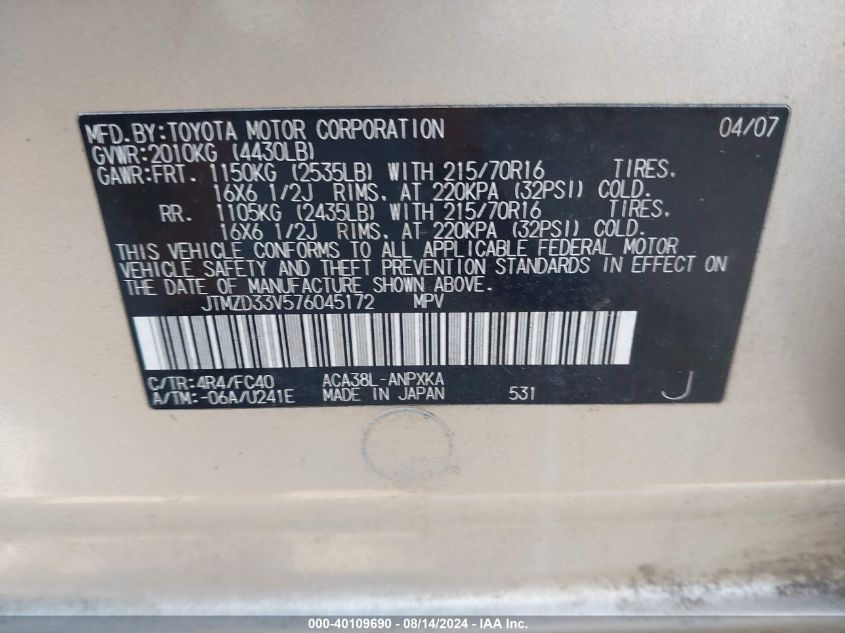 MFD.BY:TOYOTA MOTOR CORPORATION 04/07
GVWR:2010KG (4430LB)
GAWR:FRT. 1150KG (2535LB) WITH 215/70R16 TIRES.
16X6 1/2J RIMS. AT 220KPA (32PSI) COLD.
RR. 1105KG (2435LB) WITH 215/70R16 TIRES.
16X6 1/2J RIMS. AT 220KPA (32PSI) COLD.
THIS VEHICLE CONFORMS TO ALL APPLICABLE FEDERAL MOTOR
VEHICLE SAFETY AND THEFT PREVENTION STANDARDS IN EFFECT ON
THE DATE OF MANUFACTURE SHOWN ABOVE.
JTMZD33V576045172 MPV
C/TR:4R4/FC40 ACA38L-ANPXKA
A/TM:-06A/U241E MADE IN JAPAN 531 J
000-40109690 - 08/14/2024 - IAA Inc.